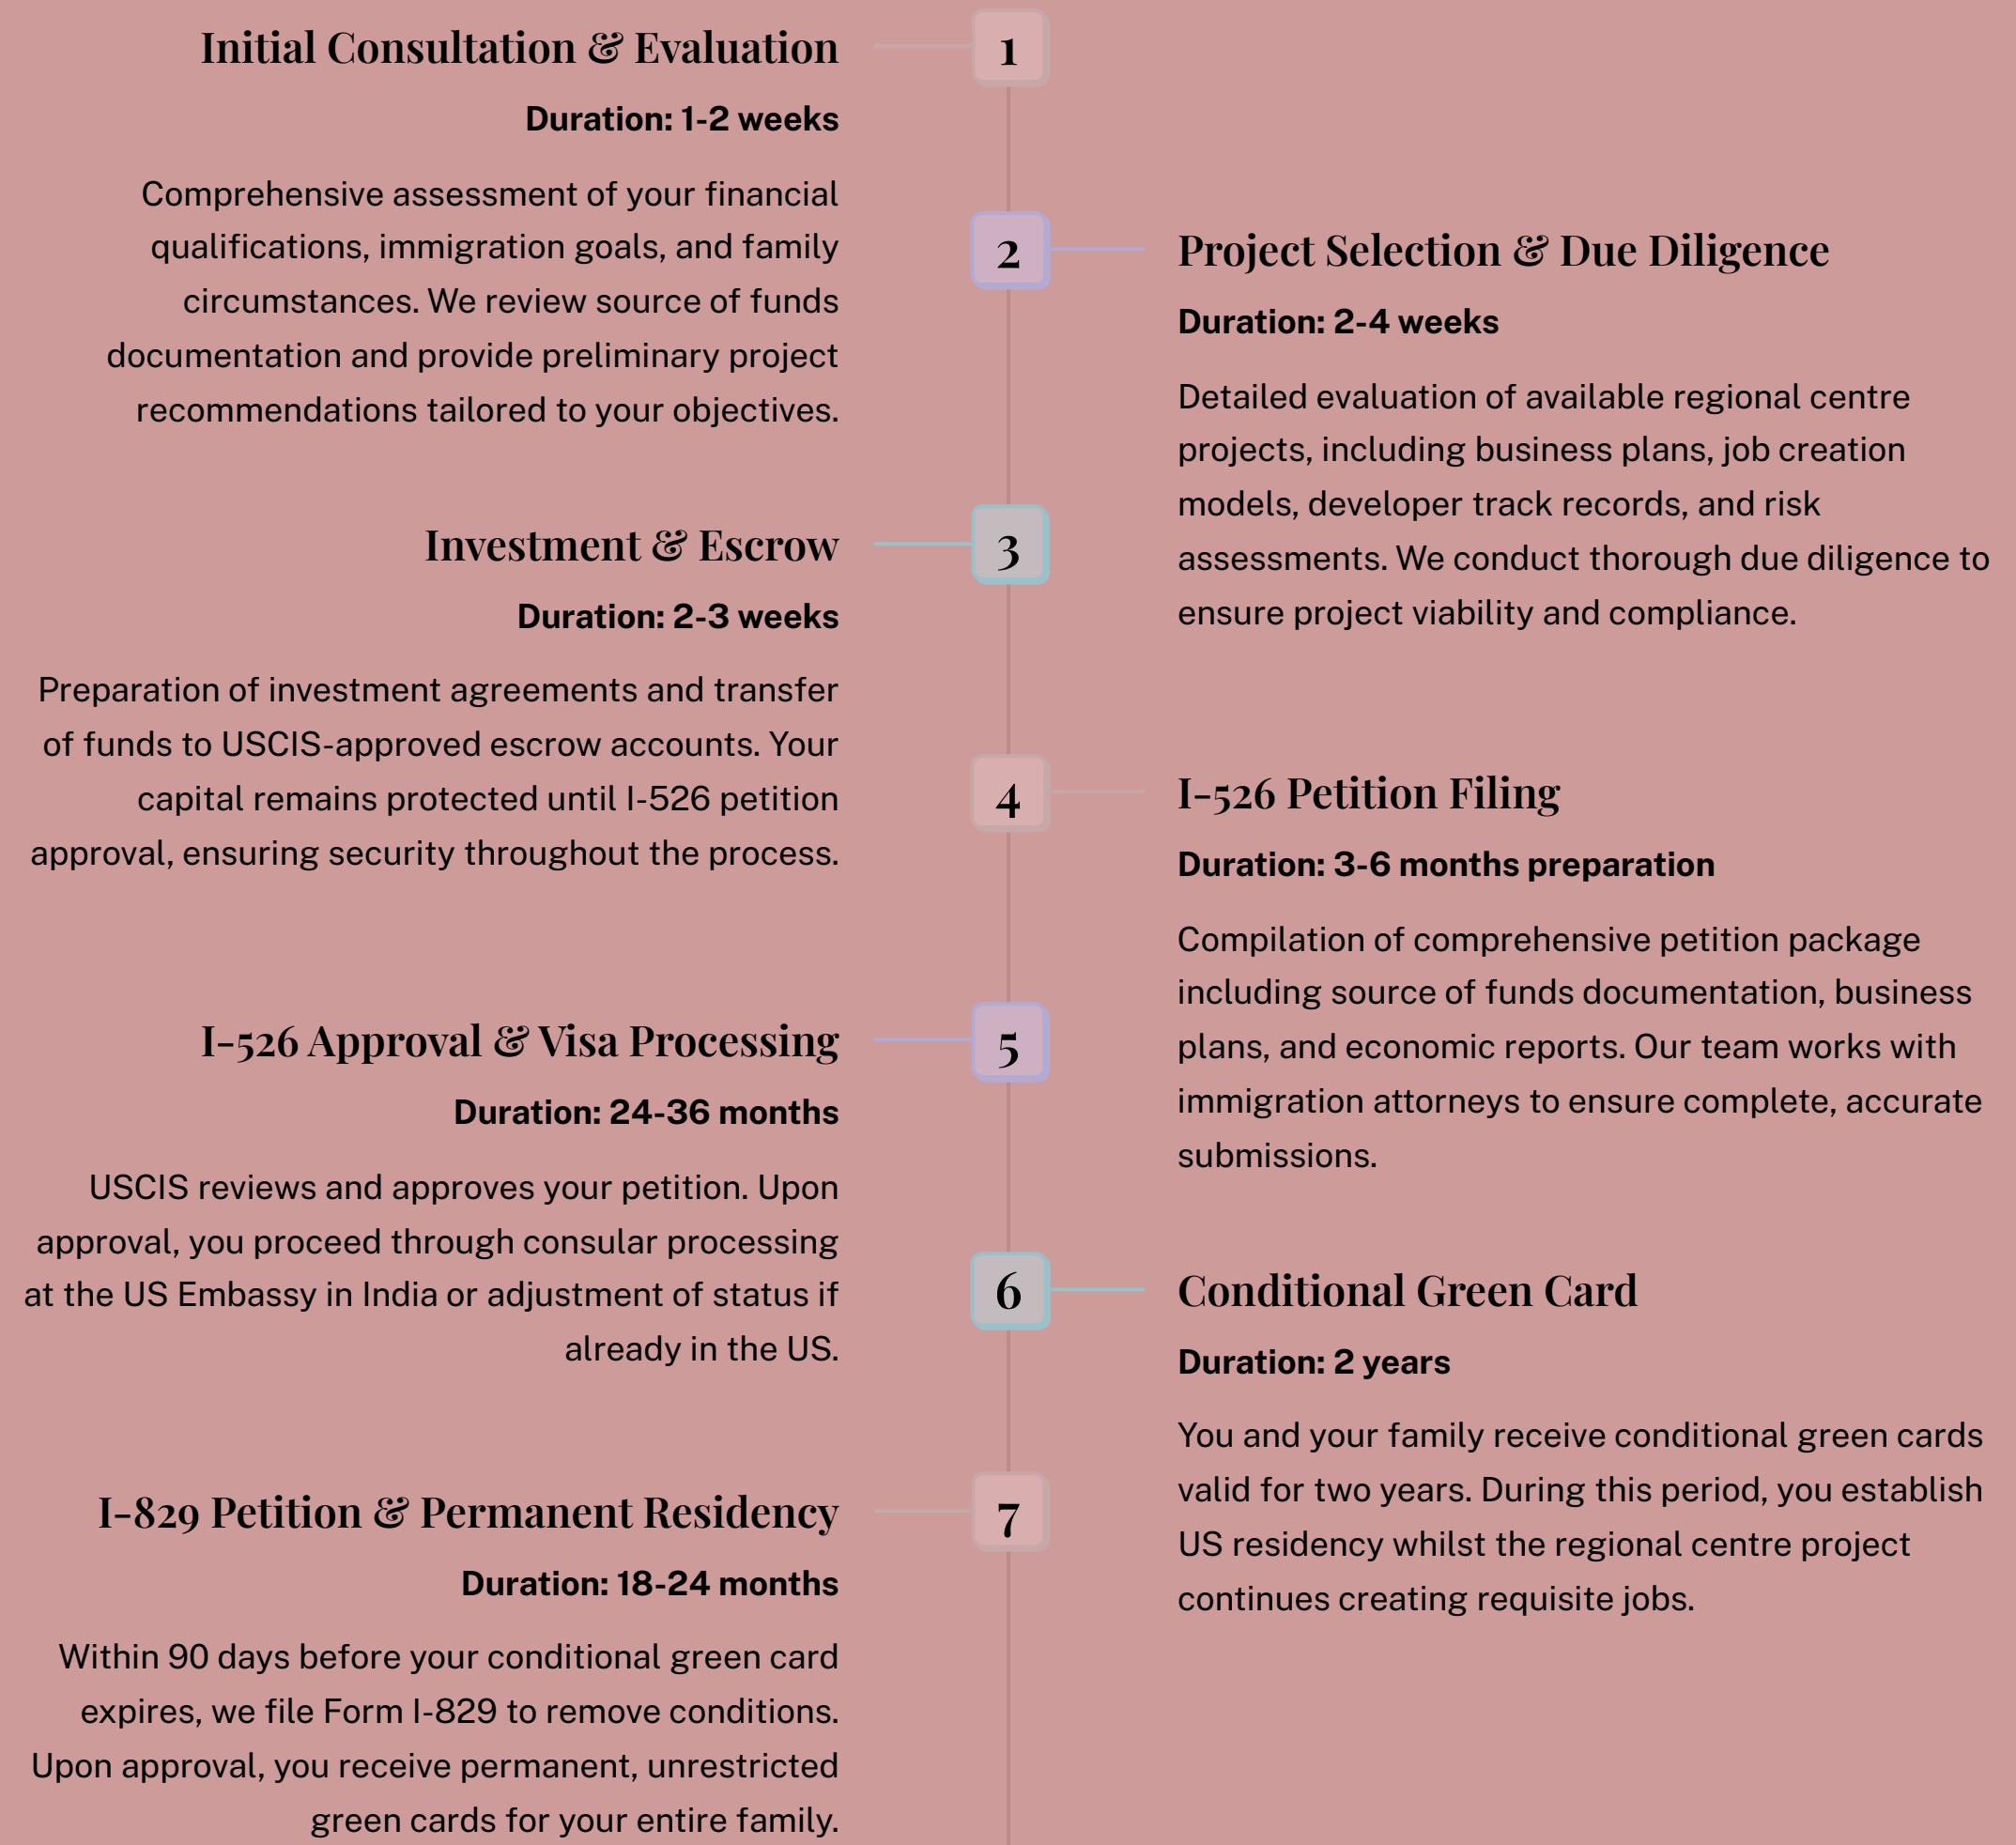 1
Initial Consultation & Evaluation
Duration: 1-2 weeks
Comprehensive assessment of your financial
qualifications, immigration goals, and family
circumstances. We review source of funds
documentation and provide preliminary project
recommendations tailored to your objectives.
2
Project Selection & Due Diligence
Duration: 2-4 weeks
Detailed evaluation of available regional centre
projects, including business plans, job creation
models, developer track records, and risk
assessments. We conduct thorough due diligence to
ensure project viability and compliance.
3
Investment & Escrow
Duration: 2-3 weeks
Preparation of investment agreements and transfer
of funds to USCIS-approved escrow accounts. Your
capital remains protected until I-526 petition
approval, ensuring security throughout the process.
4
I-526 Petition Filing
Duration: 3-6 months preparation
Compilation of comprehensive petition package
including source of funds documentation, business
plans, and economic reports. Our team works with
immigration attorneys to ensure complete, accurate
submissions.
5
I-526 Approval & Visa Processing
Duration: 24-36 months
USCIS reviews and approves your petition. Upon
approval, you proceed through consular processing
at the US Embassy in India or adjustment of status if
already in the US.
6
Conditional Green Card
Duration: 2 years
You and your family receive conditional green cards
valid for two years. During this period, you establish
US residency whilst the regional centre project
continues creating requisite jobs.
7
I-829 Petition & Permanent Residency
Duration: 18-24 months
Within 90 days before your conditional green card
expires, we file Form I-829 to remove conditions.
Upon approval, you receive permanent, unrestricted
green cards for your entire family.